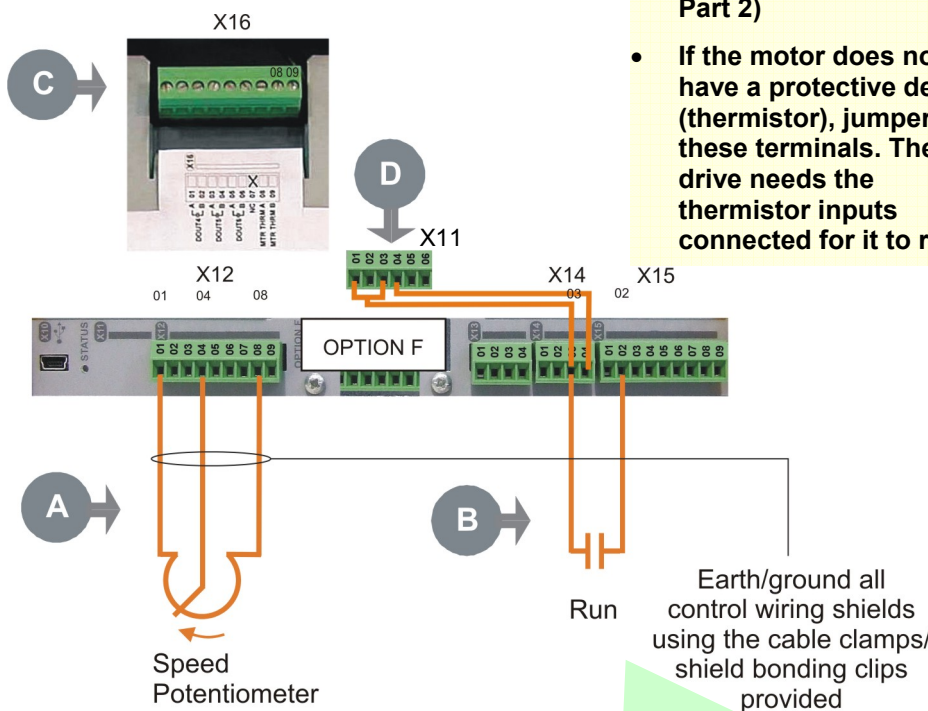 Part 2)
• If the motor does no
have a protective de
(thermistor), jumper
these terminals. The
drive needs the
thermistor inputs
connected for it to r
X16
C
08 09
X16
X
01
02
03
04
05
06
07
08
09
A
B
A
B
A
B
NC
MTR THRM A
MTR THRM B
DOUT4
DOUT5
DOUT6
D
X11
01 02 03 04 05 06
X12
01 04 08
X14
03
X15
02
X10
STATUS
X11
X12
01 02 03 04 05 06 07 08 09
OPTION F
OPTION F
X13
01 02 03 04
X14
01 02 03 04
X15
01 02 03 04 05 06 07 08 09
A
B
Speed
Potentiometer
Run
Earth/ground all
control wiring shields
using the cable clamps/
shield bonding clips
provided